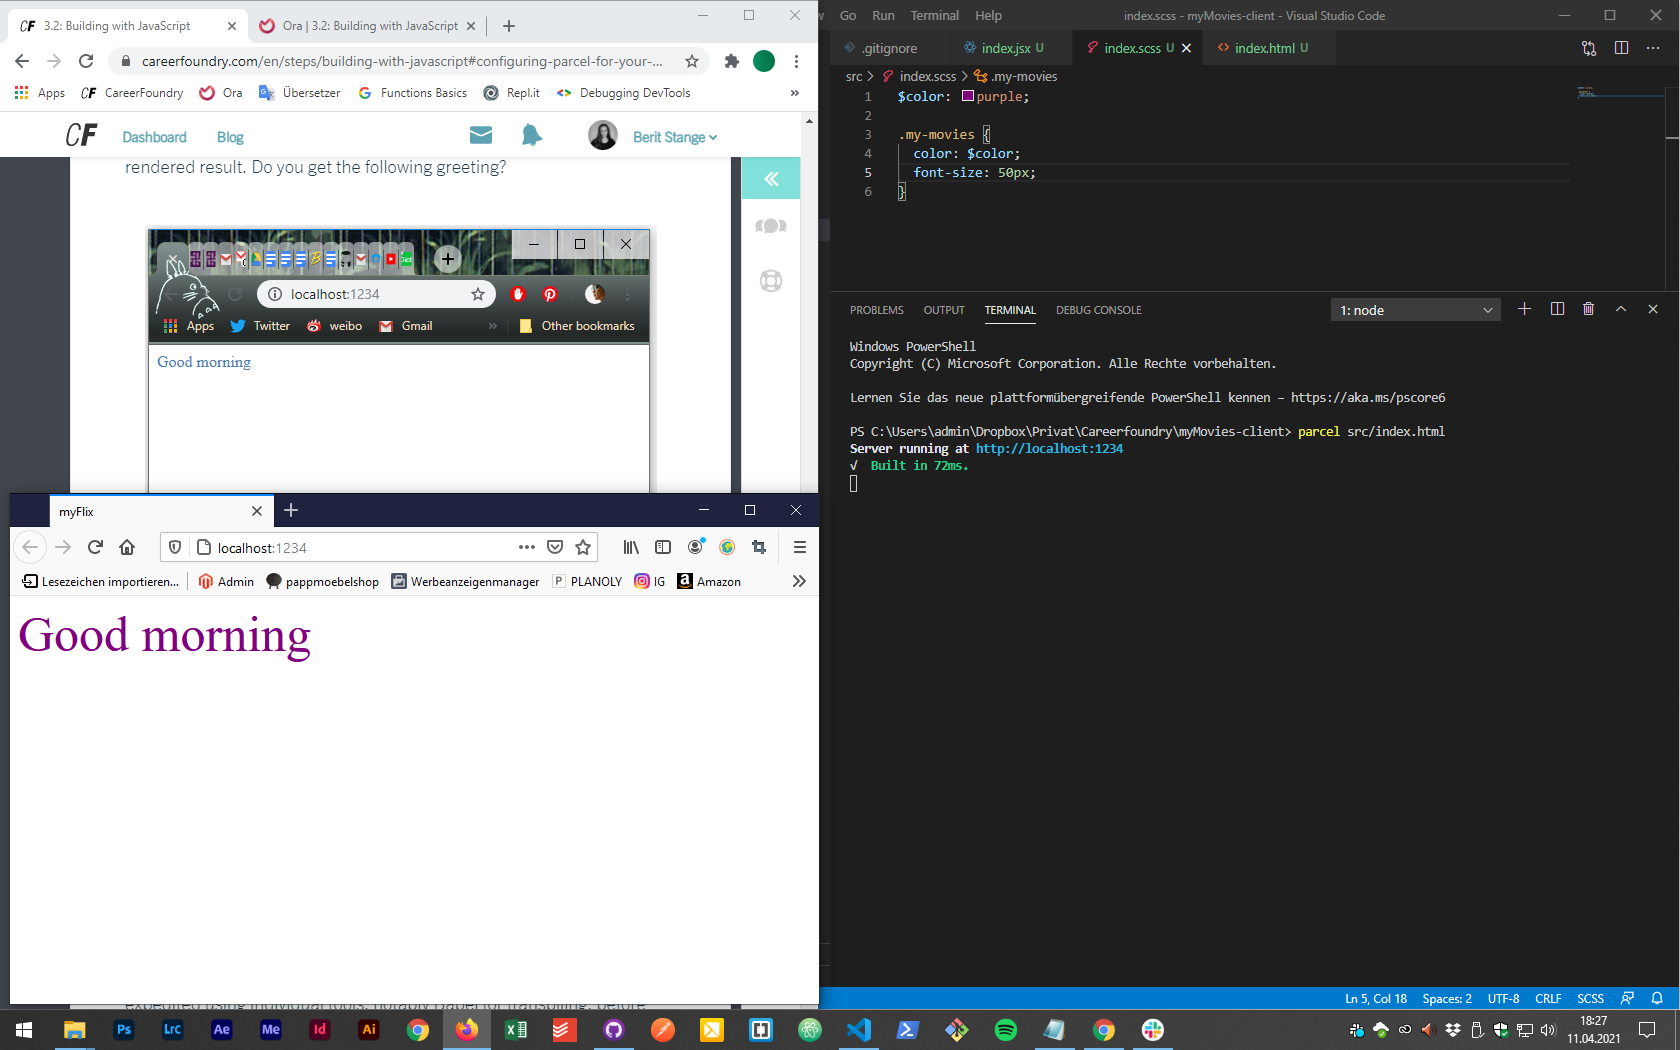 CF 3.2: Building with JavaScript
Ora | 3.2: Building with JavaScript
careerfoundry.com/en/steps/building-with-javascript#configuring-parcel-for-your-...
Apps
CF CareerFoundry
Ora
Übersetzer
Functions Basics
Repl.it
Debugging DevTools
»
CF
Dashboard
Blog
Berit Stange
rendered result. Do you get the following greeting?
localhost:1234
Apps
Twitter
weibo
Gmail
»
Other bookmarks
Good morning
myFlix
localhost:1234
Lesezeichen importieren...
Admin
pappmoebelshop
Werbeanzeigenmanager
PLANOLY
IG
Amazon
Good morning
Go Run Terminal Help
index.scss - myMovies-client - Visual Studio Code
.gitignore
index.jsx U
index.scss U
index.html U
src > index.scss > .my-movies
1 $color: purple;
2
3 .my-movies {
4 color: $color;
5 font-size: 50px;
6 }
PROBLEMS OUTPUT TERMINAL DEBUG CONSOLE
1: node
Windows PowerShell
Copyright (C) Microsoft Corporation. Alle Rechte vorbehalten.
Lernen Sie das neue plattformübergreifende PowerShell kennen – https://aka.ms/pscore6
PS C:\Users\admin\Dropbox\Privat\Careerfoundry\myMovies-client> parcel src/index.html
Server running at http://localhost:1234
√ Built in 72ms.
Ln 5, Col 18 Spaces: 2 UTF-8 CRLF SCSS
Ps LrC Ae Me Id Ai
18:27
11.04.2021